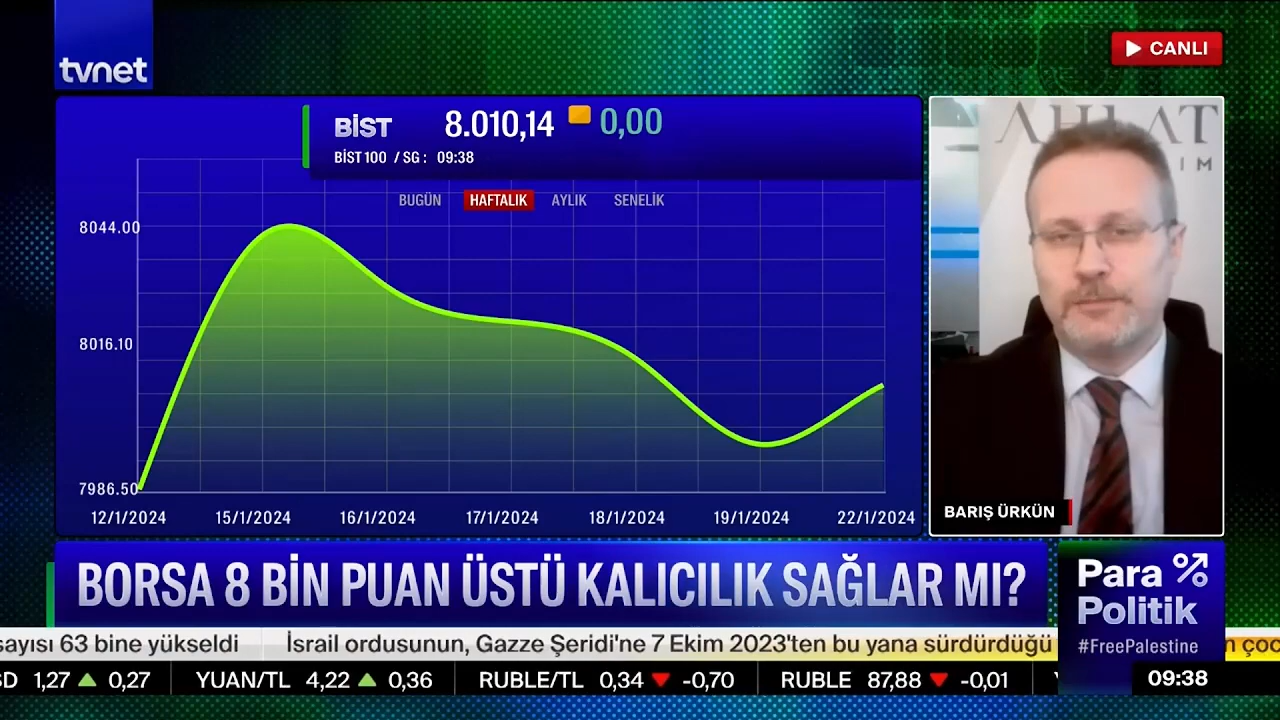 tvnet
CANLI
BİST 8.010,14 0,00
BİST 100 / SG : 09:38
BUGÜN HAFTALIK AYLIK SENELİK
8044.00
8016.10
7986.50
12/1/2024 15/1/2024 16/1/2024 17/1/2024 18/1/2024 19/1/2024 22/1/2024
BARIŞ ÜRKÜN
BORSA 8 BİN PUAN ÜSTÜ KALICILIK SAĞLAR MI?
Para
Politik
#FreePalestine
sayısı 63 bine yükseldi İsrail ordusunun, Gazze Şeridi'ne 7 Ekim 2023'ten bu yana sürdürdüğü
1,27 0,27 YUAN/TL 4,22 0,36 RUBLE/TL 0,34 -0,70 RUBLE 87,88 -0,01
09:38